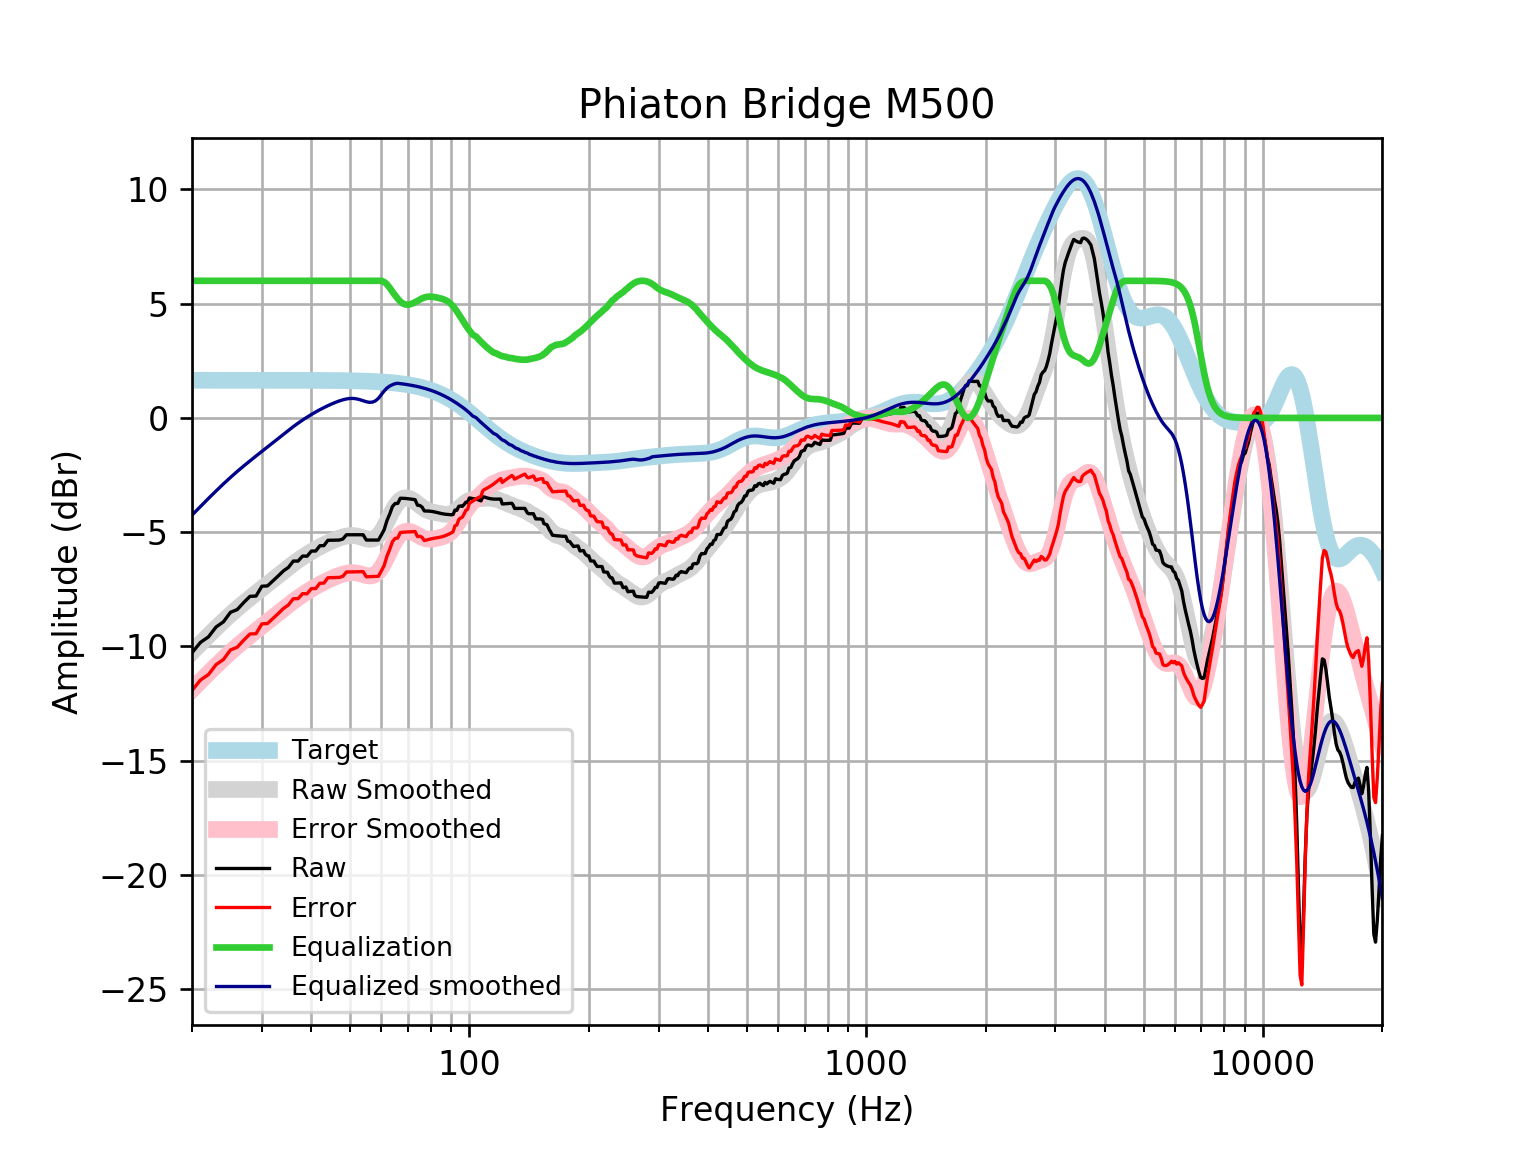 Phiaton Bridge M500
10
5
0
−5
−10
−15
−20
−25
Amplitude (dBr)
Target
Raw Smoothed
Error Smoothed
Raw
Error
Equalization
Equalized smoothed
100
1000
10000
Frequency (Hz)